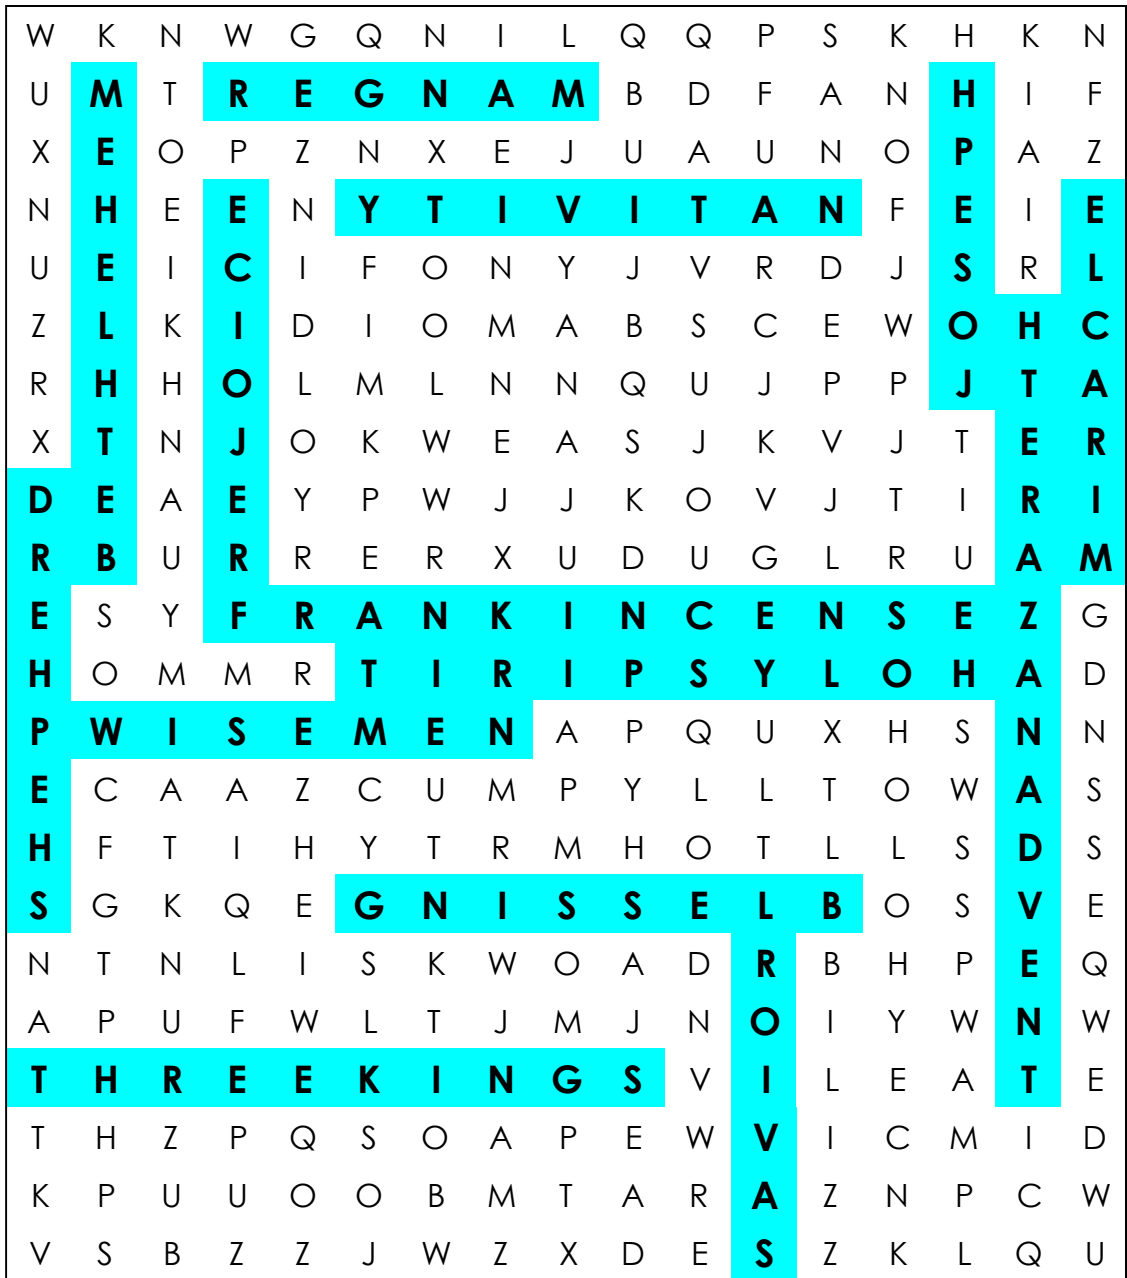 W K N W G Q N I L Q Q P S K H K N
U M T R E G N A M B D F A N H I F
X E O P Z N X E J U A U N O P A Z
N H E E N Y T I V I T A N F E I E
U E I C I F O N Y J V R D J S R L
Z L K I D I O M A B S C E W O H C
R H H O L M L N N Q U J P P J T A
X T N J O K W E A S J K V J T E R
D E A E Y P W J J K O V J T I R I
R B U R R E R X U D U G L R U A M
E S Y F R A N K I N C E N S E Z G
H O M M R T I R I P S Y L O H A D
P W I S E M E N A P Q U X H S N N
E C A A Z C U M P Y L L T O W A S
H F T I H Y T R M H O T L L S D S
S G K Q E G N I S S E L B O S V E
N T N L I S K W O A D R B H P E Q
A P U F W L T J M J N O I Y W N W
T H R E E K I N G S V I L E A T E
T H Z P Q S O A P E W V I C M I D
K P U U O O B M T A R A Z N P C W
V S B Z Z J W Z X D E S Z K L Q U